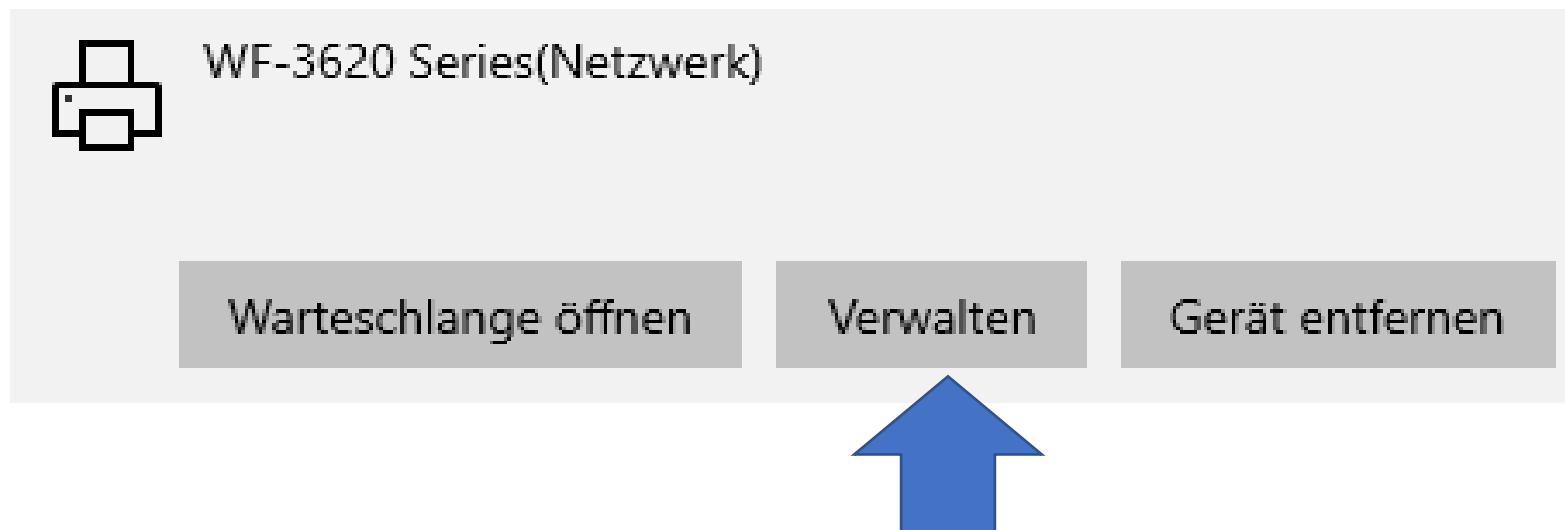 WF-3620 Series(Netzwerk)
Warteschlange öffnen Verwalten Gerät entfernen